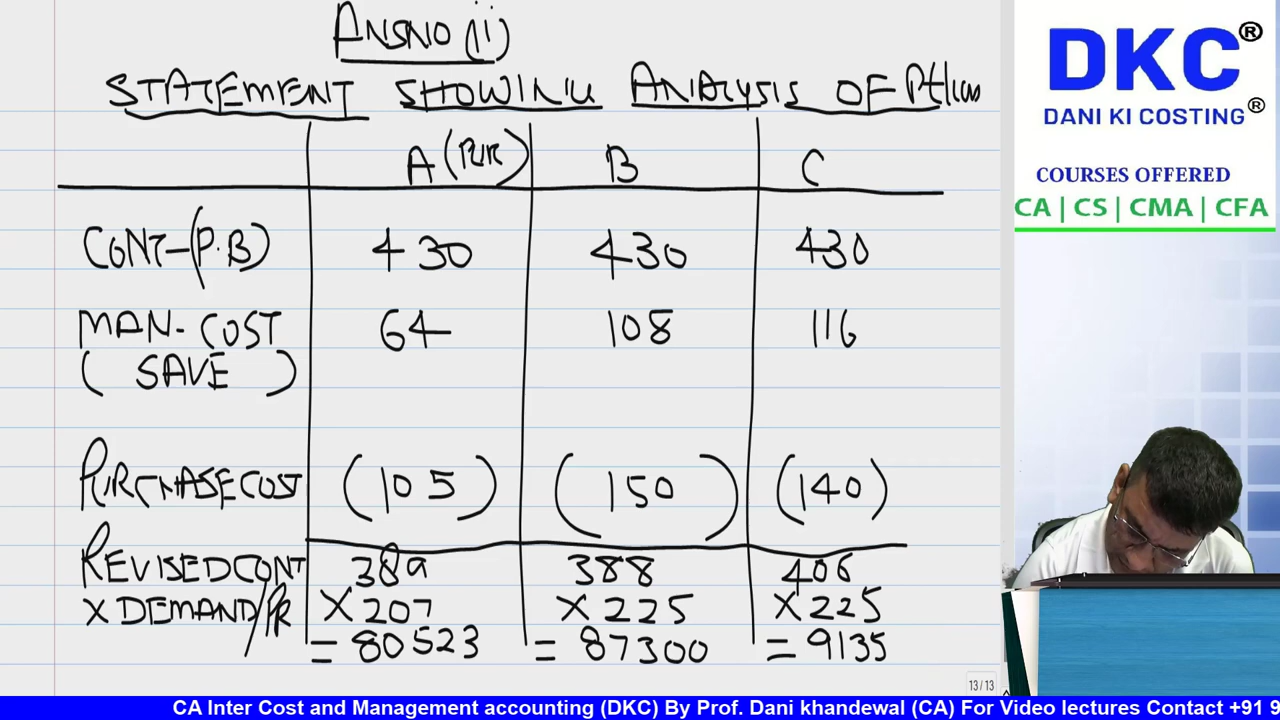 ANSNO (ii)
STATEMENT SHOWING ANALYSIS OF
A (PUR) B C
CONT-(P.B) 430 430 430
MAN-COST 64 108 116
( SAVE )
PURCHASE COST (105) (150) (140)
REVISED CONT 389 388 406
X DEMAND/PR X 207 X 225 X 225
= 80523 = 87300 = 9135
13/13
DKC®
DANI KI COSTING®
COURSES OFFERED
CA | CS | CMA | CFA
CA Inter Cost and Management accounting (DKC) By Prof. Dani khandewal (CA) For Video lectures Contact +91 9